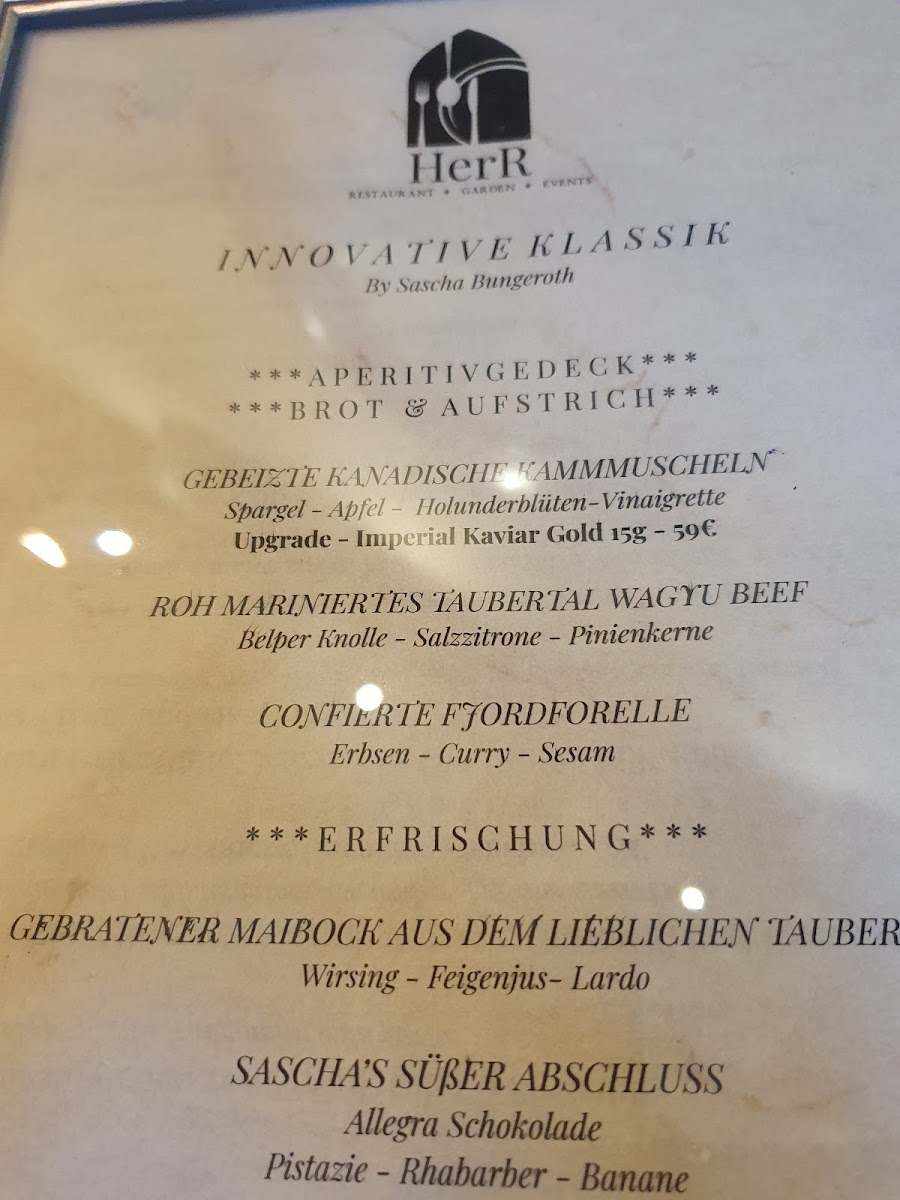 HerR
RESTAURANT + GARDEN + EVENTS
INNOVATIVE KLASSIK
By Sascha Bungeroth
***APERITIVGEDECK***
***BROT & AUFSTRICH***
GEBEIZTE KANADISCHE KAMMMUSCHELN
Spargel - Apfel - Holunderblüten-Vinaigrette
Upgrade - Imperial Kaviar Gold 15g - 59€
ROH MARINIERTES TAUBERTAL WAGYU BEEF
Belper Knolle - Salzzitrone - Pinienkerne
CONFIERTE FJORDFORELLE
Erbsen - Curry - Sesam
***ERFRISCHUNG***
GEBRATENER MAIBOCK AUS DEM LIEBLICHEN TAUBER
Wirsing - Feigenjus- Lardo
SASCHA'S SÜßER ABSCHLUSS
Allegra Schokolade
Pistazie - Rhabarber - Banane